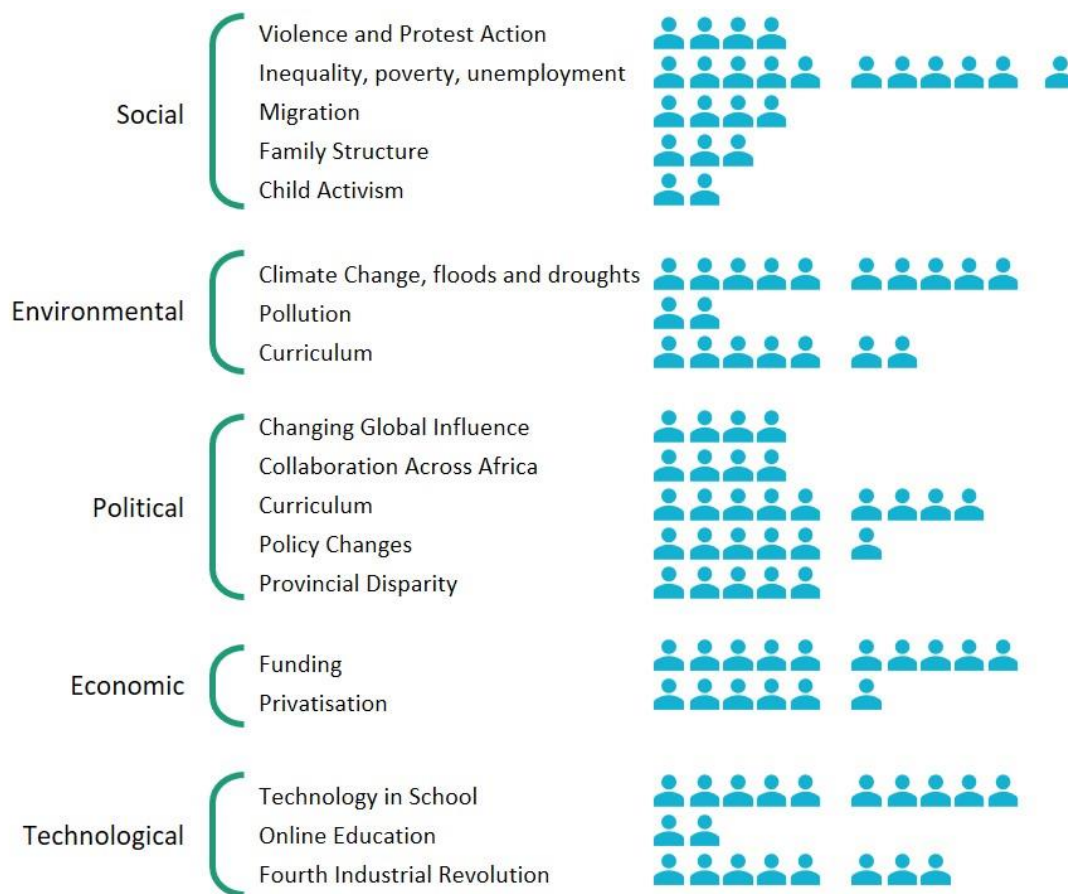 Social
Violence and Protest Action
Inequality, poverty, unemployment
Migration
Family Structure
Child Activism
Environmental
Climate Change, floods and droughts
Pollution
Curriculum
Political
Changing Global Influence
Collaboration Across Africa
Curriculum
Policy Changes
Provincial Disparity
Economic
Funding
Privatisation
Technological
Technology in School
Online Education
Fourth Industrial Revolution